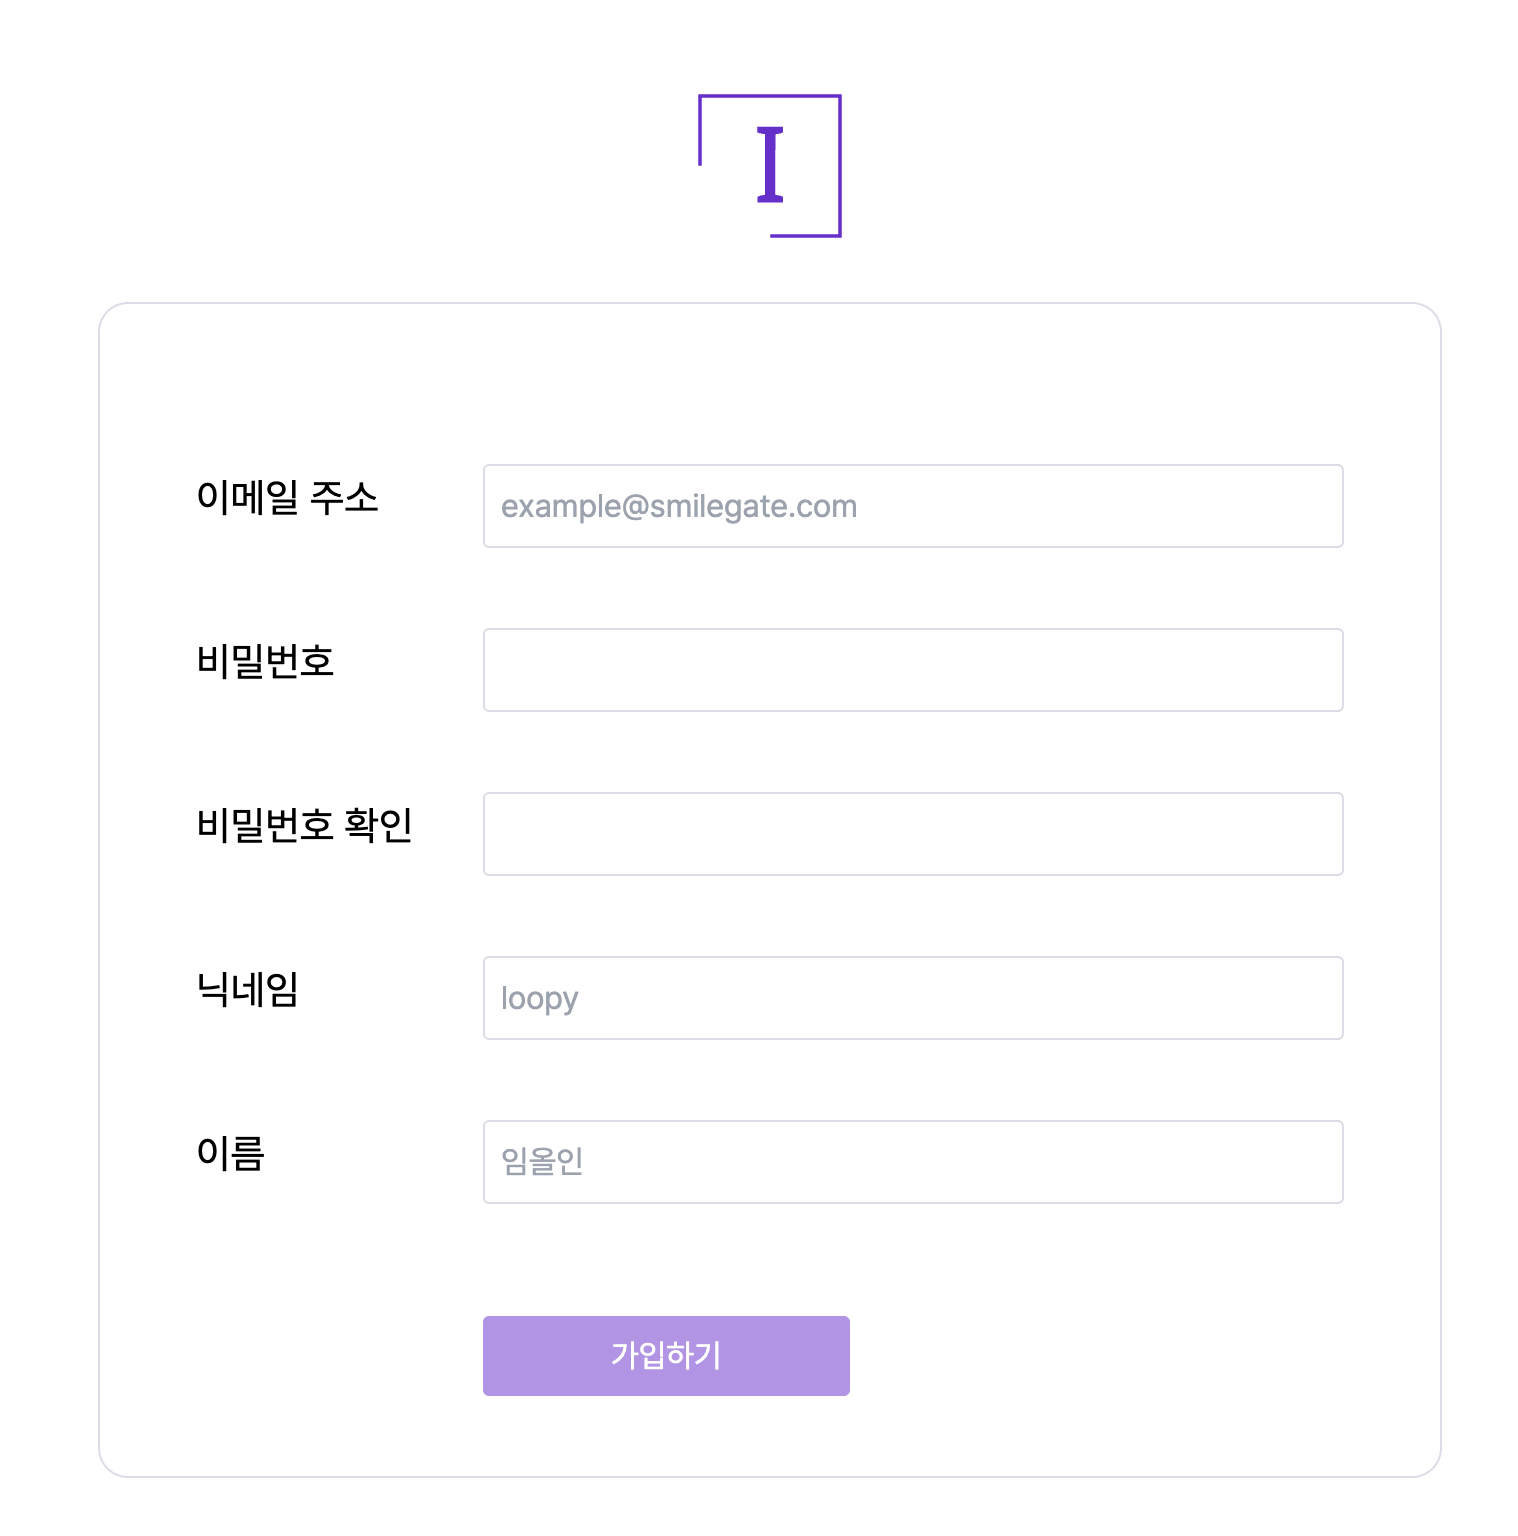 I
이메일 주소
example@smilegate.com
비밀번호
비밀번호 확인
닉네임
loopy
이름
임올인
가입하기